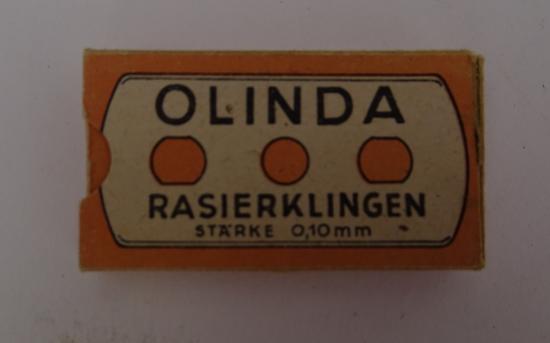 OLINDA
RASIERKLINGEN
STÄRKE 0,10mm